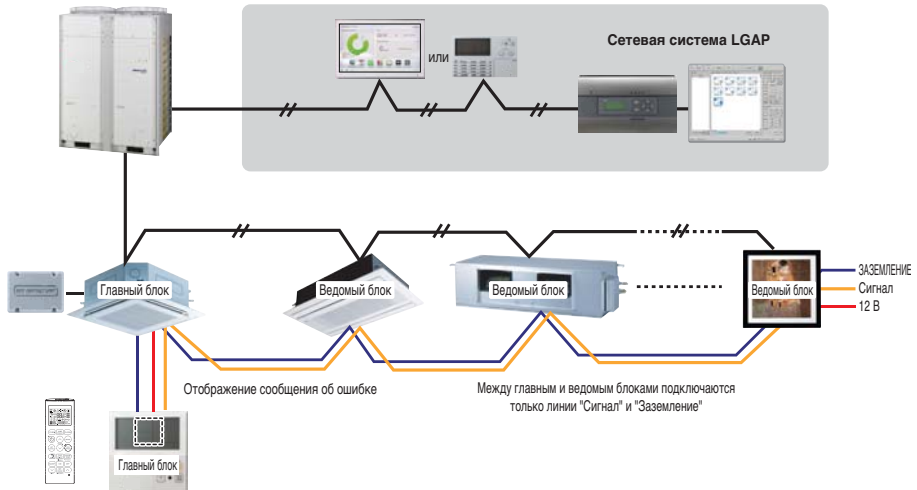 Сетевая система LGAP
или
Главный блок
Ведомый блок
Ведомый блок
Ведомый блок
ЗАЗЕМЛЕНИЕ
Сигнал
12 В
Отображение сообщения об ошибке
Между главным и ведомым блоками подключаются
только линии "Сигнал" и "Заземление"
Главный блок